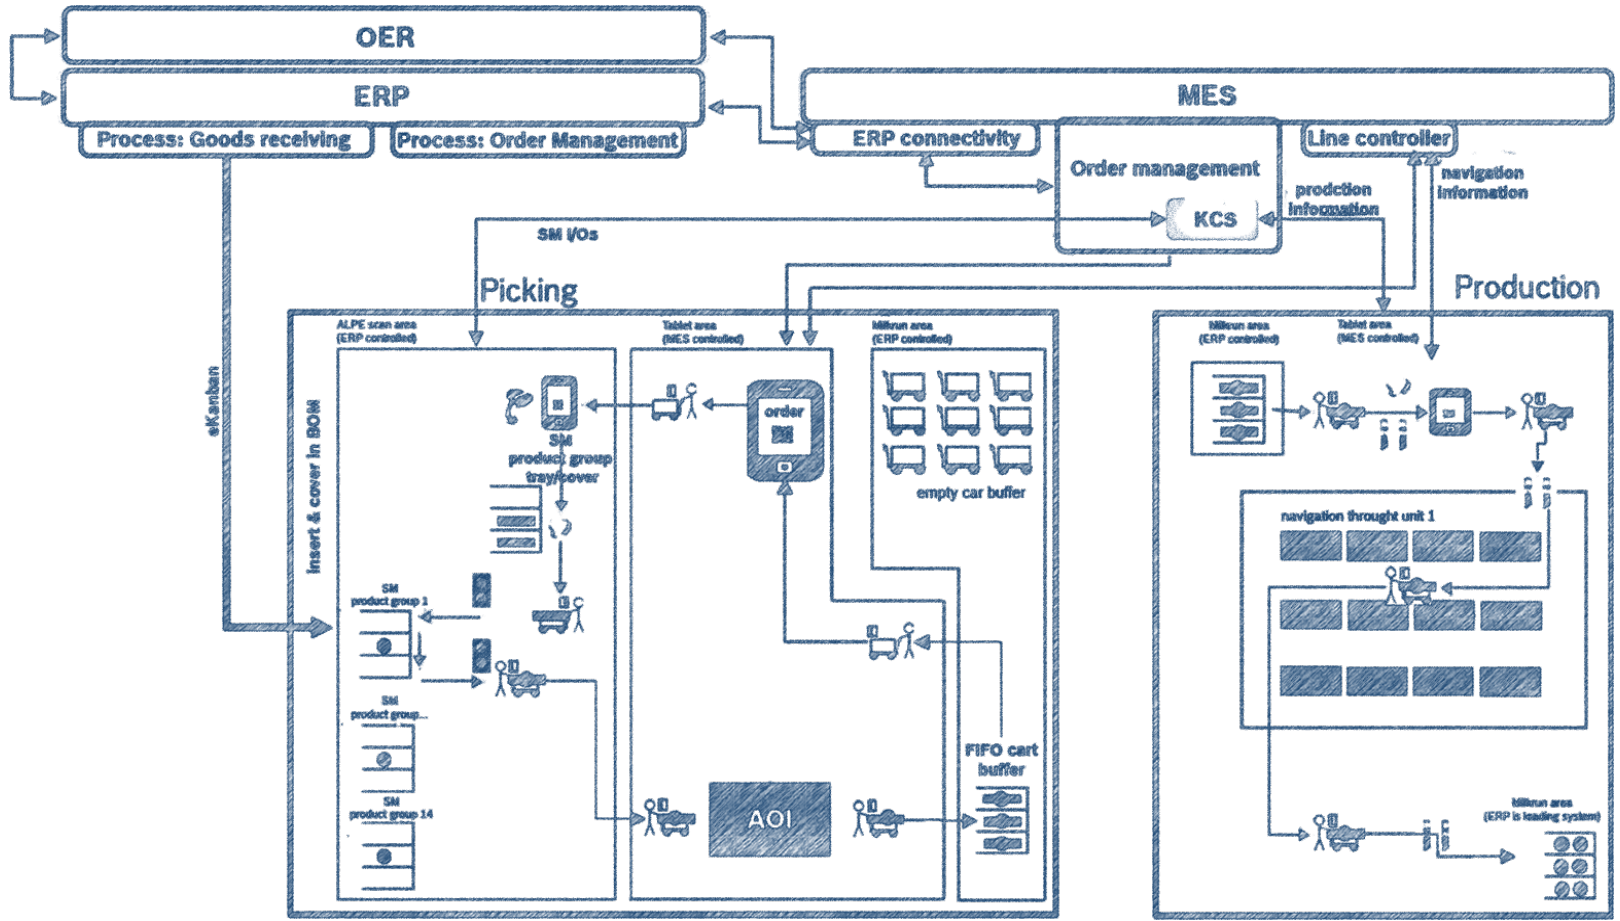 OER
ERP
MES
Process: Goods receiving
Process: Order Management
ERP connectivity
Line controller
Order management
KCS
navigation
information
prodction
information
SM I/Os
Picking
Production
eKanban
Insert & cover in BOM
ALPE scan area
(ERP controlled)
Tablet area
(MES controlled)
Milkrun area
(ERP controlled)
order
SM
product group
tray/cover
empty car buffer
SM
product group 1
SM
product group...
SM
product group 14
AOI
FIFO cart
buffer
Milkrun area
(ERP controlled)
Tablet area
(MES controlled)
navigation throught unit 1
Milkrun area
(ERP is leading system)